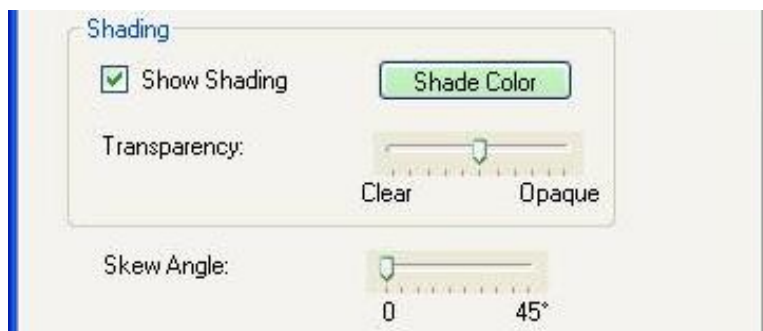 Shading
Show Shading Shade Color
Transparency:
Clear Opaque
Skew Angle:
0 45°